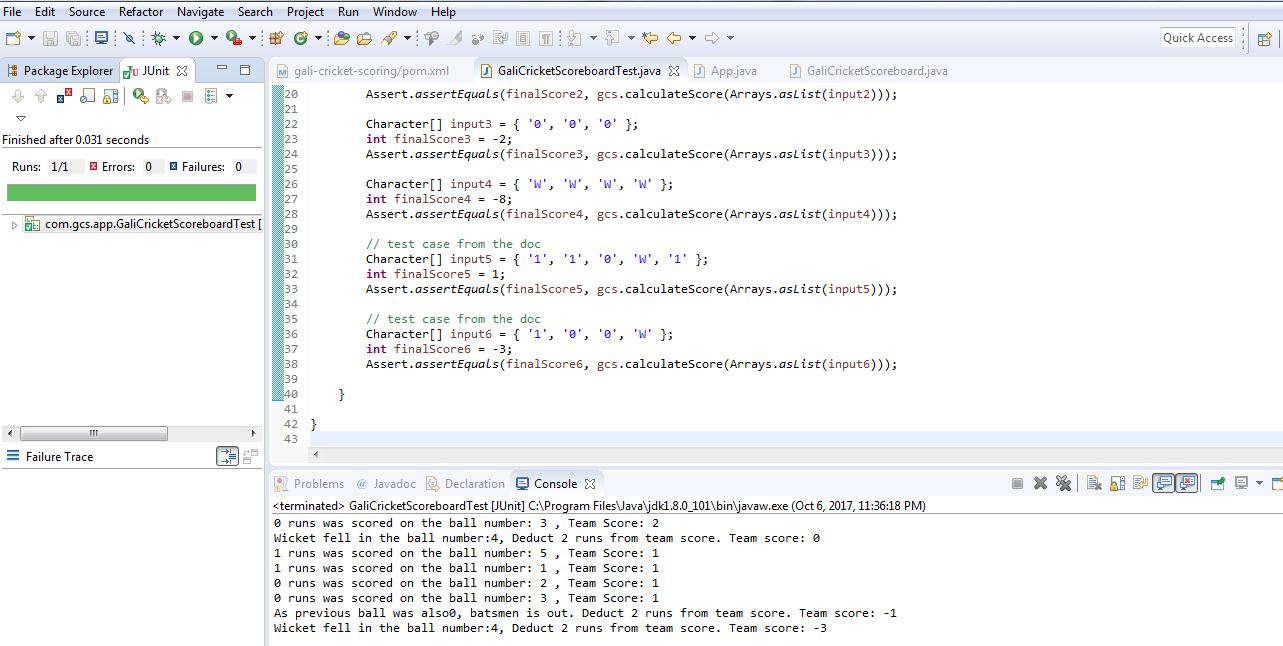 File Edit Source Refactor Navigate Search Project Run Window Help
Quick Access
Package Explorer JUnit
gali-cricket-scoring/pom.xml GaliCricketScoreboardTest.java App.java GaliCricketScoreboard.java
Finished after 0.031 seconds
Runs: 1/1 Errors: 0 Failures: 0
com.gcs.app.GaliCricketScoreboardTest [
Failure Trace
20 Assert.assertEquals(finalScore2, gcs.calculateScore(Arrays.asList(input2)));
21
22 Character[] input3 = { '0', '0', '0' };
23 int finalScore3 = -2;
24 Assert.assertEquals(finalScore3, gcs.calculateScore(Arrays.asList(input3)));
25
26 Character[] input4 = { 'W', 'W', 'W', 'W' };
27 int finalScore4 = -8;
28 Assert.assertEquals(finalScore4, gcs.calculateScore(Arrays.asList(input4)));
29
30 // test case from the doc
31 Character[] input5 = { '1', '1', '0', 'W', '1' };
32 int finalScore5 = 1;
33 Assert.assertEquals(finalScore5, gcs.calculateScore(Arrays.asList(input5)));
34
35 // test case from the doc
36 Character[] input6 = { '1', '0', '0', 'W' };
37 int finalScore6 = -3;
38 Assert.assertEquals(finalScore6, gcs.calculateScore(Arrays.asList(input6)));
39
40 }
41
42 }
43
Problems @ Javadoc Declaration Console
<terminated> GaliCricketScoreboardTest [JUnit] C:\Program Files\Java\jdk1.8.0_101\bin\javaw.exe (Oct 6, 2017, 11:36:18 PM)
0 runs was scored on the ball number: 3 , Team Score: 2
Wicket fell in the ball number:4, Deduct 2 runs from team score. Team score: 0
1 runs was scored on the ball number: 5 , Team Score: 1
1 runs was scored on the ball number: 1 , Team Score: 1
0 runs was scored on the ball number: 2 , Team Score: 1
0 runs was scored on the ball number: 3 , Team Score: 1
As previous ball was also0, batsmen is out. Deduct 2 runs from team score. Team score: -1
Wicket fell in the ball number:4, Deduct 2 runs from team score. Team score: -3